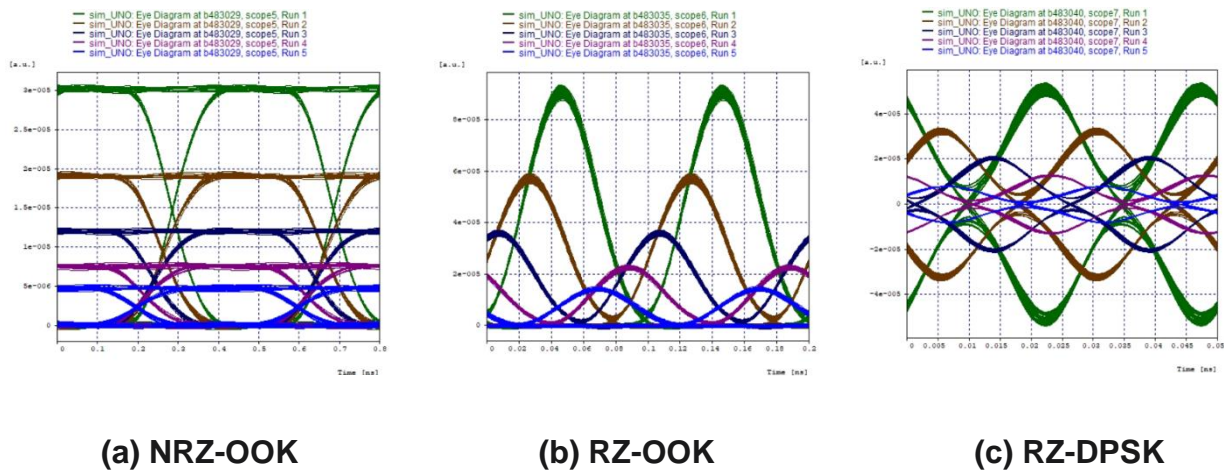 sim_UNO: Eye Diagram at b483029, scope5, Run 1
sim_UNO: Eye Diagram at b483029, scope5, Run 2
sim_UNO: Eye Diagram at b483029, scope5, Run 3
sim_UNO: Eye Diagram at b483029, scope5, Run 4
sim_UNO: Eye Diagram at b483029, scope5, Run 5
[a.u.]
3e-005
2.5e-005
2e-005
1.5e-005
1e-005
5e-006
0
0 0.1 0.2 0.3 0.4 0.5 0.6 0.7 0.8
Time [ns]
(a) NRZ-OOK
sim_UNO: Eye Diagram at b483035, scope6, Run 1
sim_UNO: Eye Diagram at b483035, scope6, Run 2
sim_UNO: Eye Diagram at b483035, scope6, Run 3
sim_UNO: Eye Diagram at b483035, scope6, Run 4
sim_UNO: Eye Diagram at b483035, scope6, Run 5
[a.u.]
8e-005
6e-005
4e-005
2e-005
0
0 0.02 0.04 0.06 0.08 0.1 0.12 0.14 0.16 0.18 0.2
Time [ns]
(b) RZ-OOK
sim_UNO: Eye Diagram at b483040, scope7, Run 1
sim_UNO: Eye Diagram at b483040, scope7, Run 2
sim_UNO: Eye Diagram at b483040, scope7, Run 3
sim_UNO: Eye Diagram at b483040, scope7, Run 4
sim_UNO: Eye Diagram at b483040, scope7, Run 5
[a.u.]
4e-005
2e-005
0
-2e-005
-4e-005
0 0.005 0.01 0.015 0.02 0.025 0.03 0.035 0.04 0.045 0.05
Time [ns]
(c) RZ-DPSK